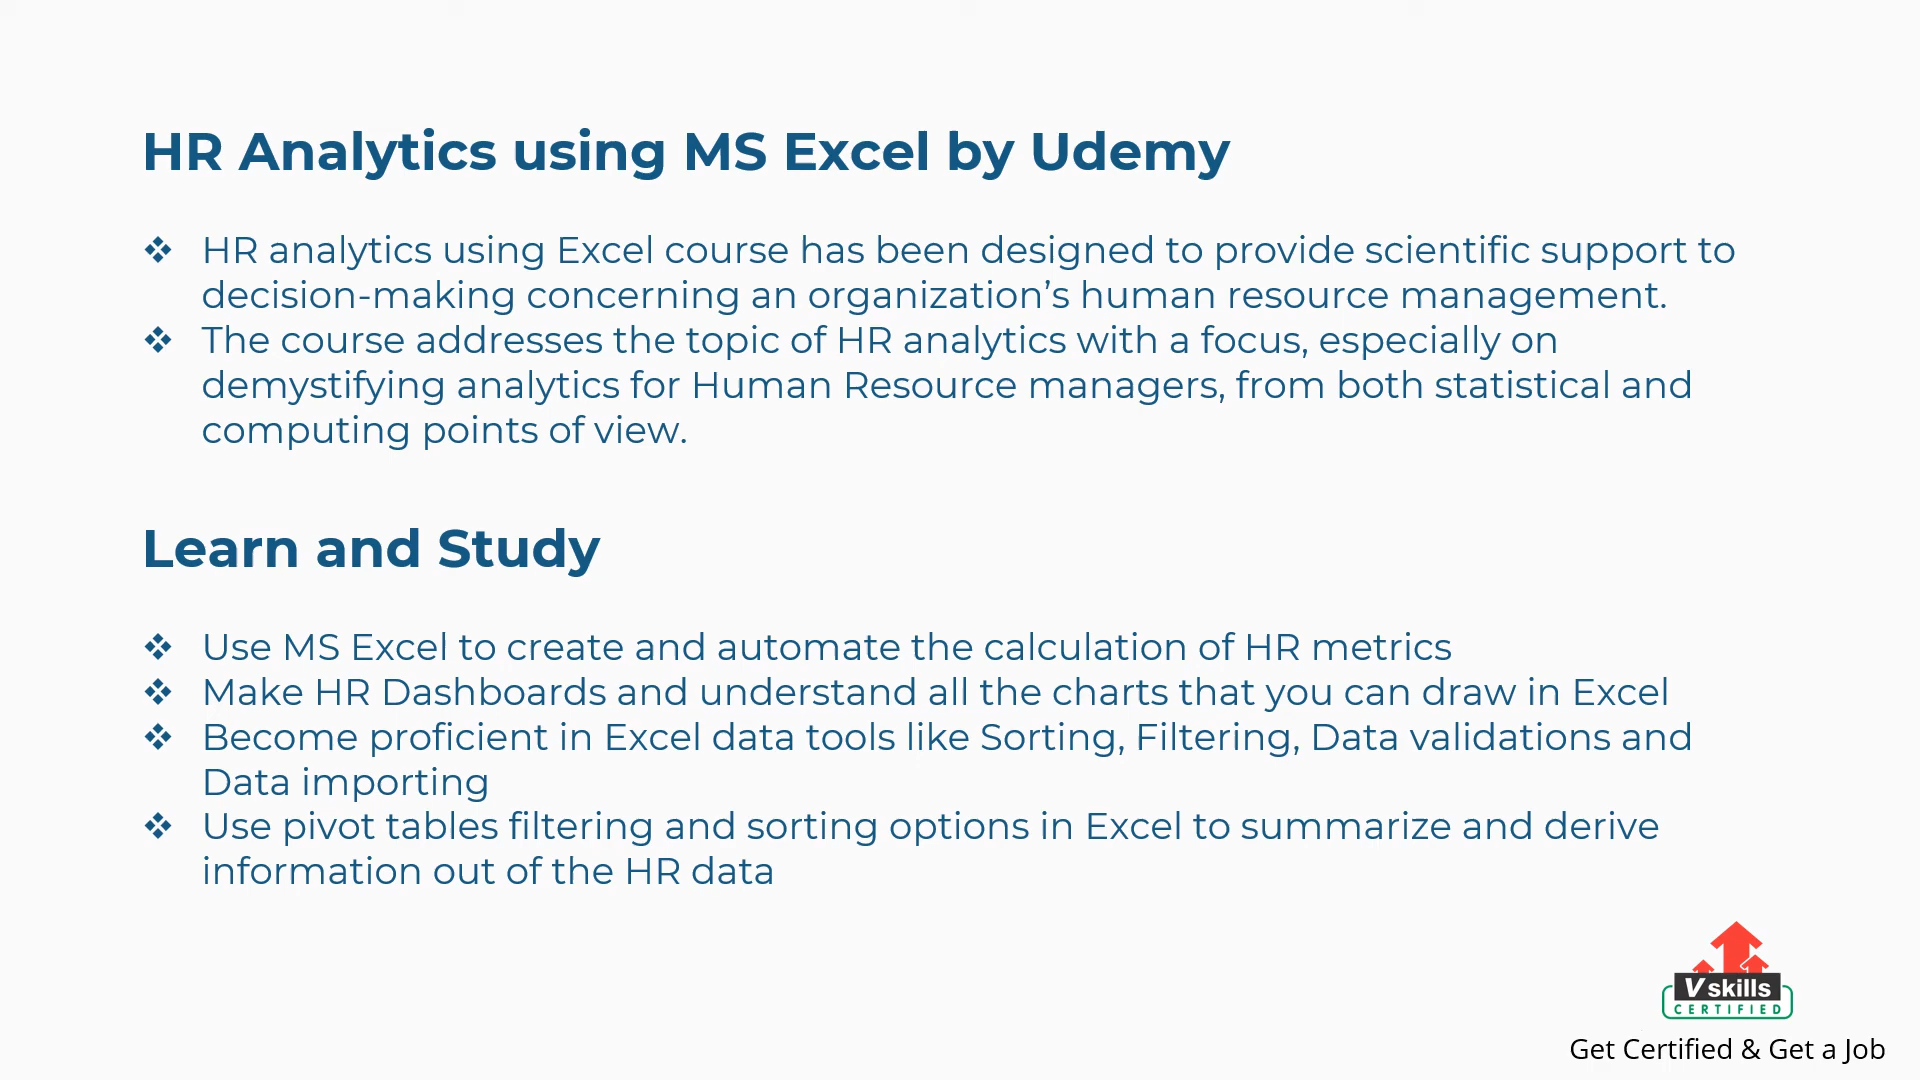 HR Analytics using MS Excel by Udemy
HR analytics using Excel course has been designed to provide scientific support to
decision-making concerning an organization’s human resource management.
The course addresses the topic of HR analytics with a focus, especially on
demystifying analytics for Human Resource managers, from both statistical and
computing points of view.
Learn and Study
Use MS Excel to create and automate the calculation of HR metrics
Make HR Dashboards and understand all the charts that you can draw in Excel
Become proficient in Excel data tools like Sorting, Filtering, Data validations and
Data importing
Use pivot tables filtering and sorting options in Excel to summarize and derive
information out of the HR data
Vskills
CERTIFIED
Get Certified & Get a Job